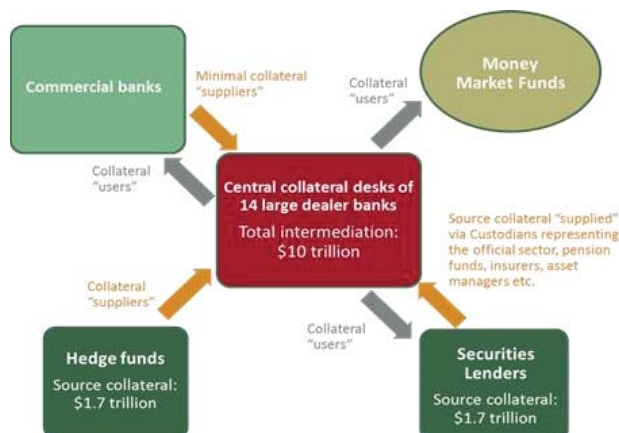 Commercial banks
Minimal collateral
"suppliers"
Collateral
"users"
Money
Market Funds
Collateral
"users"
Central collateral desks of
14 large dealer banks
Total intermediation:
$10 trillion
Source collateral "supplied"
via Custodians representing
the official sector, pension
funds, insurers, asset
managers etc.
Collateral
"suppliers"
Collateral
"users"
Hedge funds
Source collateral:
$1.7 trillion
Securities
Lenders
Source collateral:
$1.7 trillion